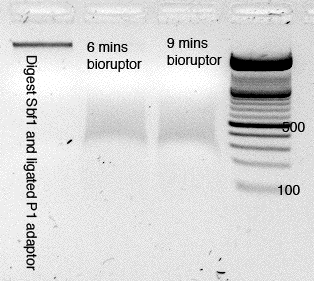 6 mins
bioruptor
9 mins
bioruptor
Digest Sbf1 and ligated P1 adaptor
500
100